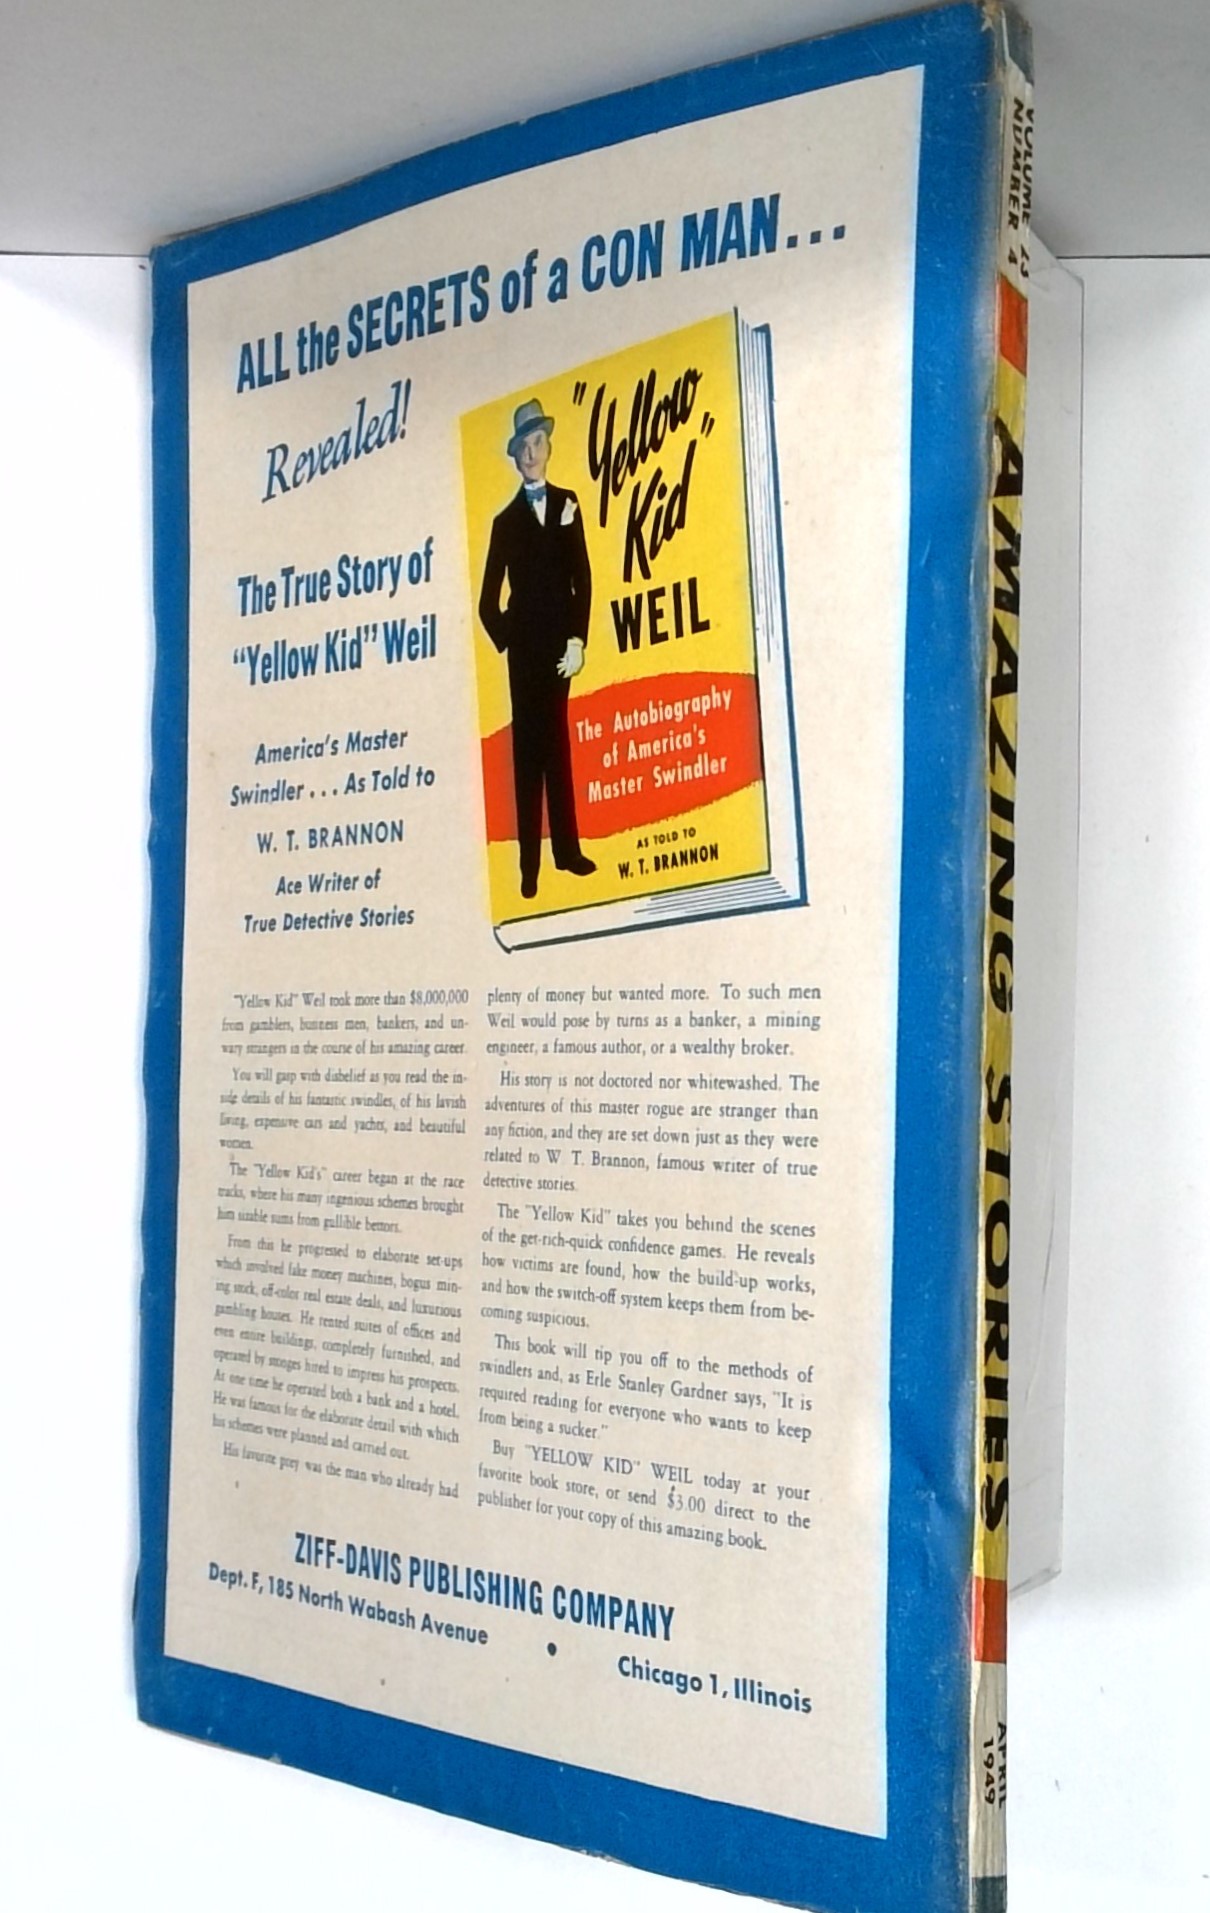 ALL the SECRETS of a CON MAN...
Revealed!
The True Story of
"Yellow Kid" Weil
America's Master
Swindler... As Told to
W. T. BRANNON
Ace Writer of
True Detective Stories
"Yellow
Kid"
WEIL
The Autobiography
of America's
Master Swindler
AS TOLD TO
W. T. BRANNON
"Yellow Kid" Weil took more than $8,000,000
from gamblers, business men, bankers, and un-
wary strangers in the course of his amazing career.
You will gasp with disbelief as you read the in-
side details of his fantastic swindles, of his lavish
living, expensive cars and yachts, and beautiful
women.
The "Yellow Kid's" career began at the race
tracks, where his many ingenious schemes brought
him sizable sums from gullible bettors.
From this he progressed to elaborate set-ups
which involved fake money machines, bogus min-
ing stock, off-color real estate deals, and luxurious
gambling houses. He rented suites of offices and
even entire buildings, completely furnished, and
operated by stooges hired to impress his prospects.
At one time he operated both a bank and a hotel.
He was famous for the elaborate detail with which
his schemes were planned and carried out.
His favorite prey was the man who already had
plenty of money but wanted more. To such men
Weil would pose by turns as a banker, a mining
engineer, a famous author, or a wealthy broker.
His story is not doctored nor whitewashed. The
adventures of this master rogue are stranger than
any fiction, and they are set down just as they were
related to W. T. Brannon, famous writer of true
detective stories.
The "Yellow Kid" takes you behind the scenes
of the get-rich-quick confidence games. He reveals
how victims are found, how the build-up works,
and how the switch-off system keeps them from be-
coming suspicious.
This book will tip you off to the methods of
swindlers and, as Erle Stanley Gardner says, "It is
required reading for everyone who wants to keep
from being a sucker."
Buy "YELLOW KID" WEIL today at your
favorite book store, or send $3.00 direct to the
publisher for your copy of this amazing book.
ZIFF-DAVIS PUBLISHING COMPANY
Dept. F, 185 North Wabash Avenue • Chicago 1, Illinois
VOLUME 23
NUMBER 4
AMAZING STORIES
APRIL
1949